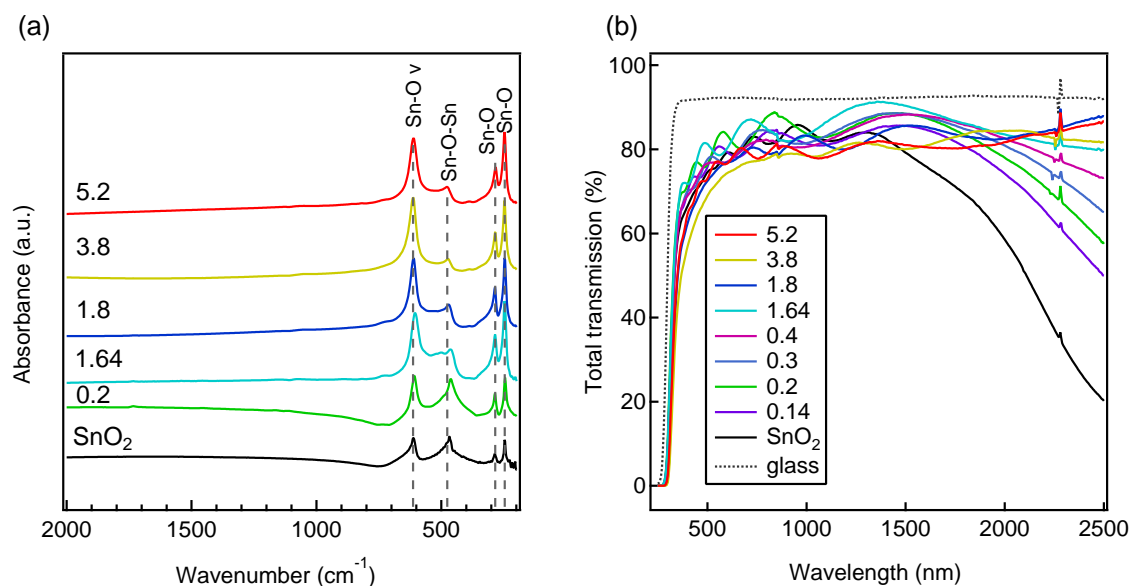 (a)
Sn-O ν
Sn-O-Sn
Sn-O
Sn-O
5.2
3.8
1.8
1.64
0.2
SnO₂
Absorbance (a.u.)
2000 1500 1000 500
Wavenumber (cm⁻¹)
(b)
100
80
60
40
20
0
Total transmission (%)
5.2
3.8
1.8
1.64
0.4
0.3
0.2
0.14
SnO₂
glass
500 1000 1500 2000 2500
Wavelength (nm)